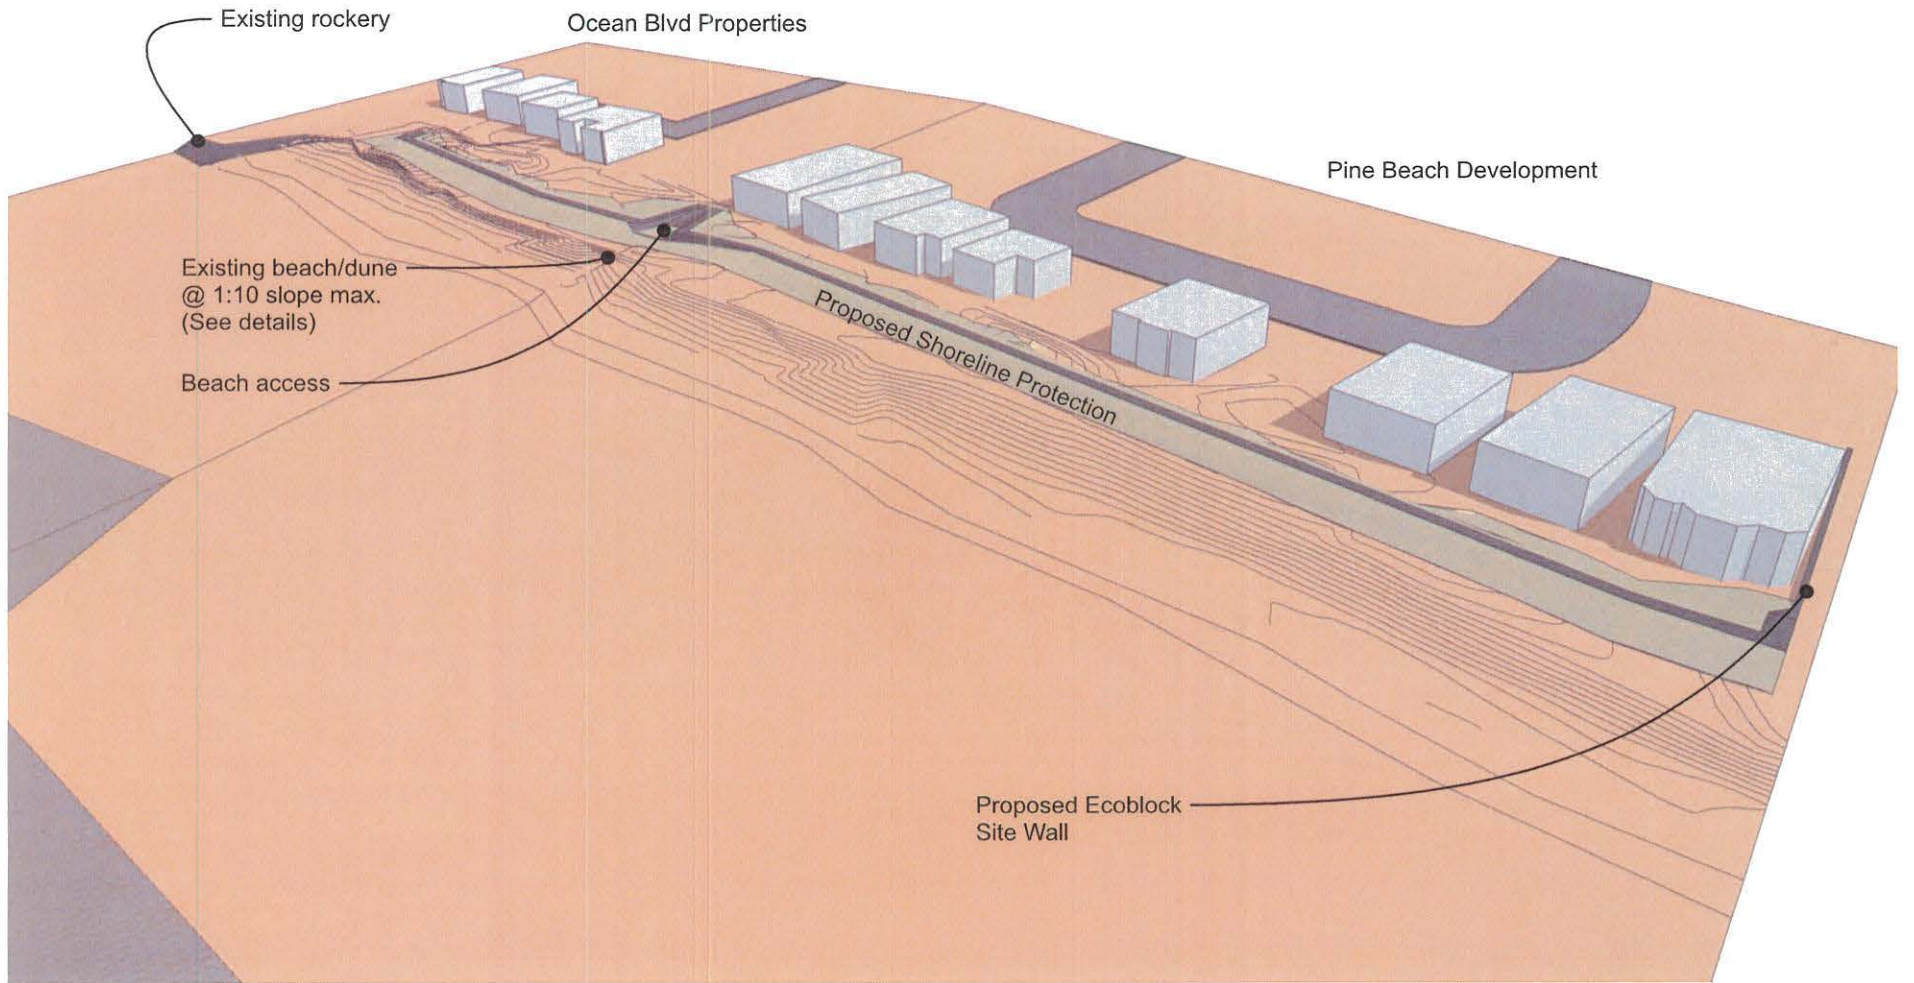 Existing rockery
Ocean Blvd Properties
Pine Beach Development
Existing beach/dune
@ 1:10 slope max.
(See details)
Beach access
Proposed Shoreline Protection
Proposed Ecoblock
Site Wall